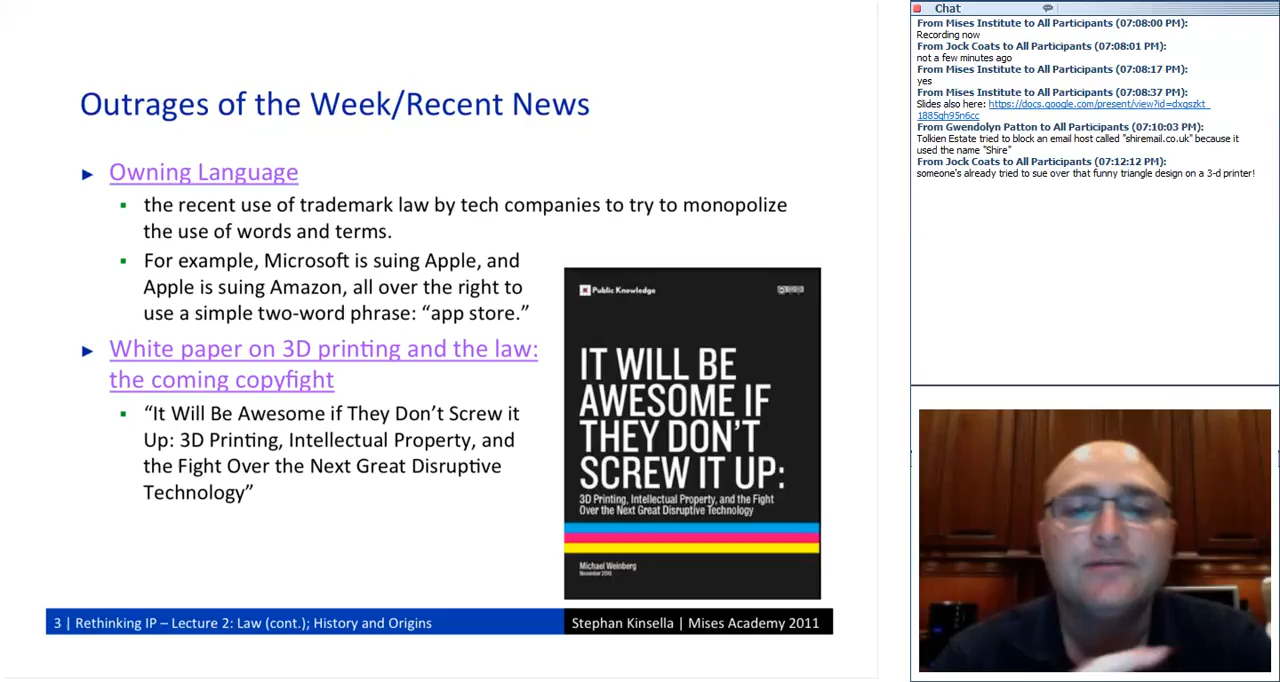 Outrages of the Week/Recent News
► Owning Language
▪ the recent use of trademark law by tech companies to try to monopolize
the use of words and terms.
▪ For example, Microsoft is suing Apple, and
Apple is suing Amazon, all over the right to
use a simple two-word phrase: “app store.”
► White paper on 3D printing and the law:
the coming copyfight
▪ “It Will Be Awesome if They Don’t Screw it
Up: 3D Printing, Intellectual Property, and
the Fight Over the Next Great Disruptive
Technology”
Public Knowledge
IT WILL BE
AWESOME IF
THEY DON’T
SCREW IT UP:
3D Printing, Intellectual Property, and the Fight
Over the Next Great Disruptive Technology
Michael Weinberg
November 2010
3 | Rethinking IP – Lecture 2: Law (cont.); History and Origins
Stephan Kinsella | Mises Academy 2011
Chat
From Mises Institute to All Participants (07:08:00 PM):
Recording now
From Jock Coats to All Participants (07:08:01 PM):
not a few minutes ago
From Mises Institute to All Participants (07:08:17 PM):
yes
From Mises Institute to All Participants (07:08:37 PM):
Slides also here: https://docs.google.com/present/view?id=dxgszkt_
1885gh95n6cc
From Gwendolyn Patton to All Participants (07:10:03 PM):
Tolkien Estate tried to block an email host called "shiremail.co.uk" because it
used the name "Shire"
From Jock Coats to All Participants (07:12:12 PM):
someone's already tried to sue over that funny triangle design on a 3-d printer!